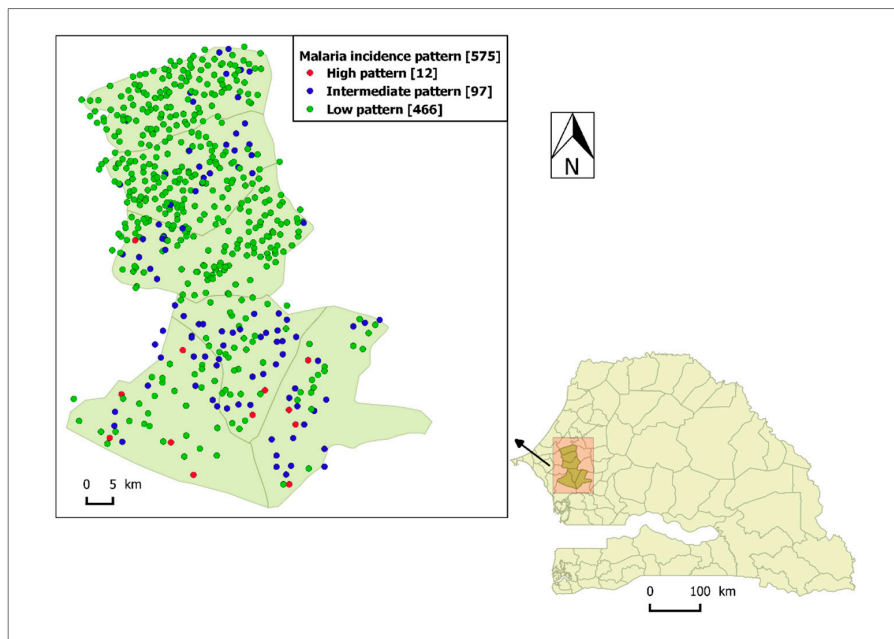 Malaria incidence pattern [575]
High pattern [12]
Intermediate pattern [97]
Low pattern [466]
N
0 5 km
0 100 km